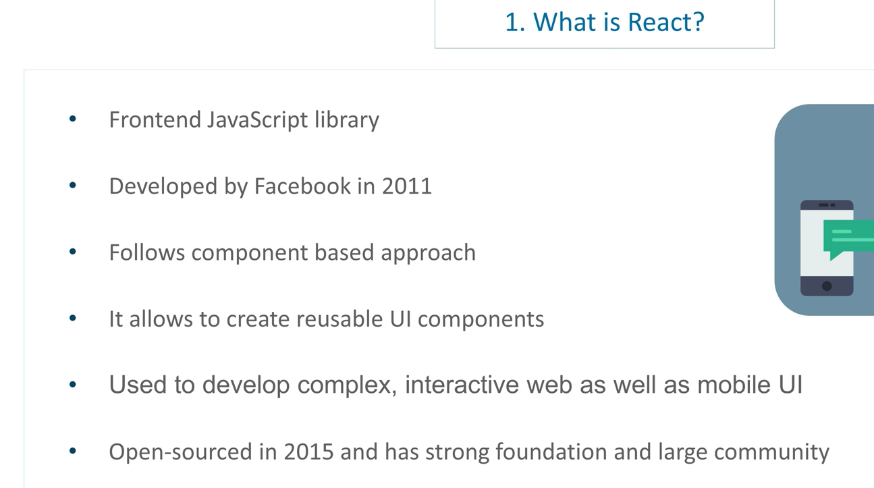 1. What is React?
• Frontend JavaScript library
• Developed by Facebook in 2011
• Follows component based approach
• It allows to create reusable UI components
• Used to develop complex, interactive web as well as mobile UI
• Open-sourced in 2015 and has strong foundation and large community